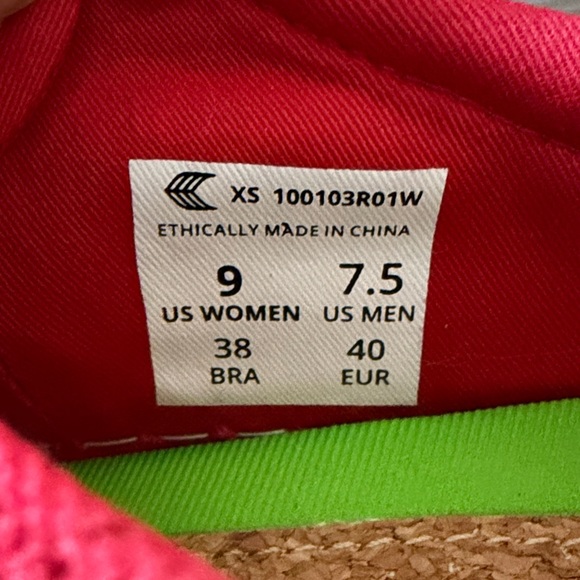 XS 100103R01W
ETHICALLY MADE IN CHINA
9 7.5
US WOMEN US MEN
38 40
BRA EUR